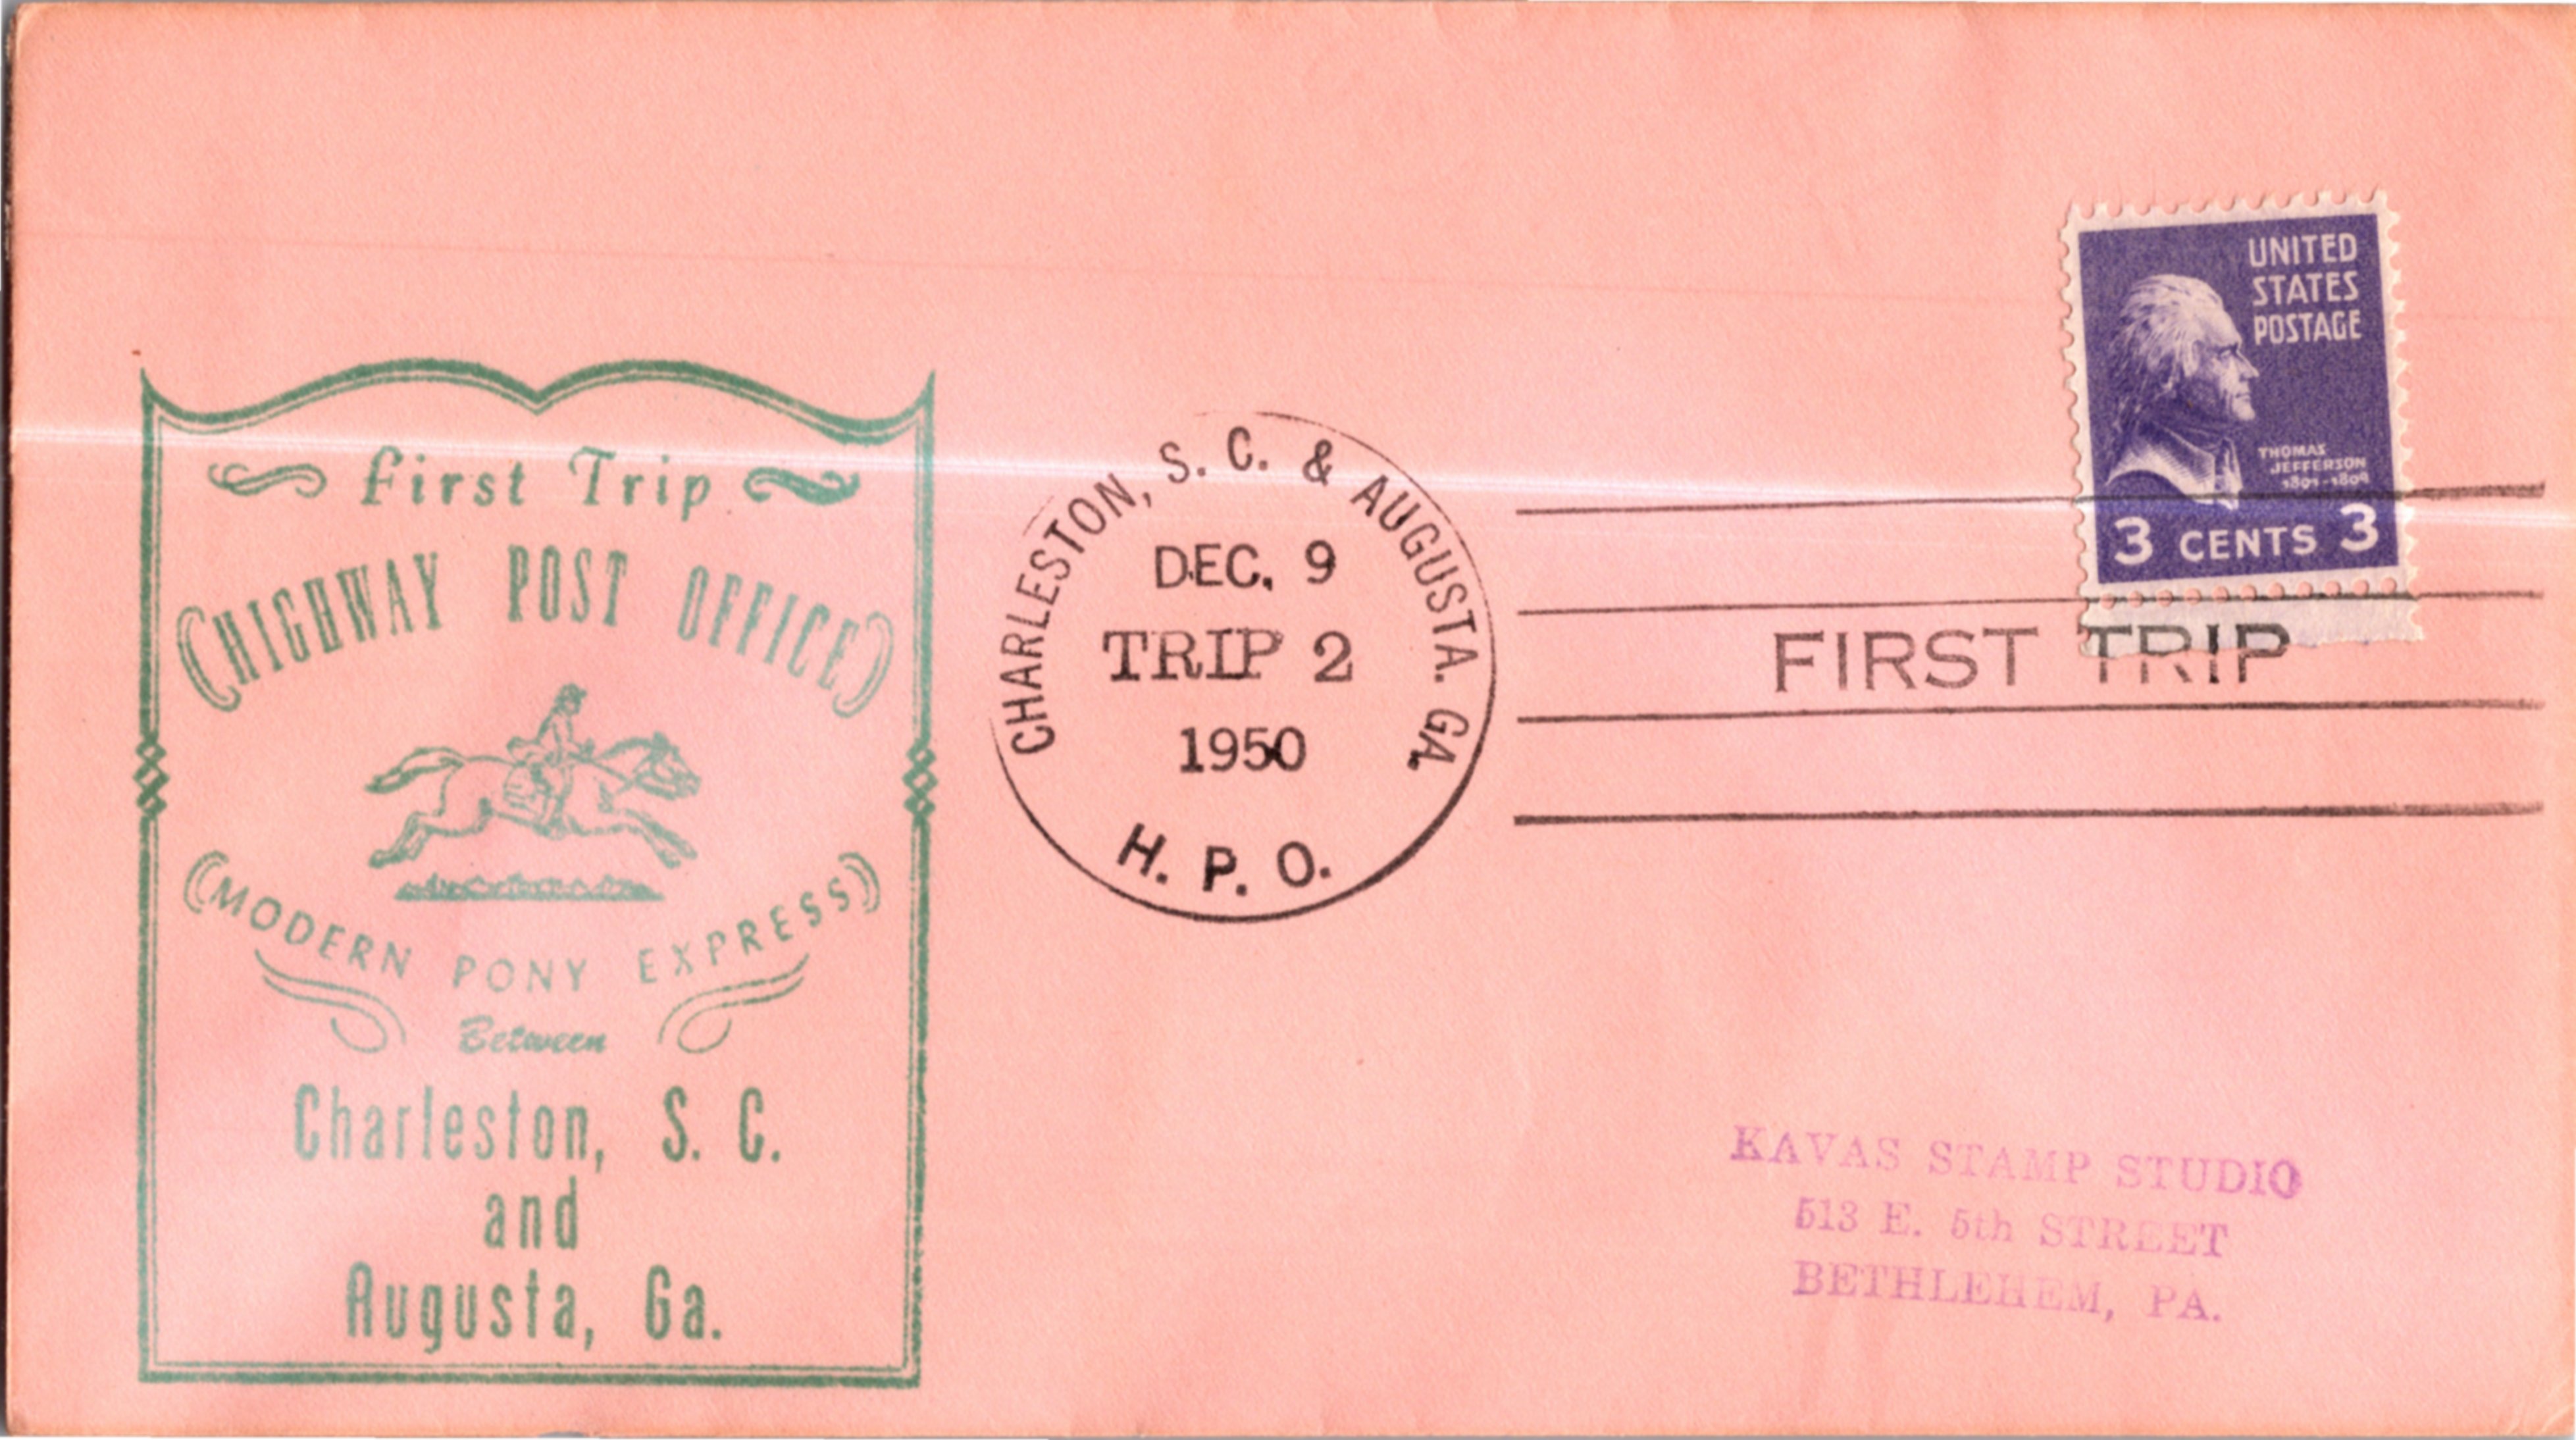 First Trip
HIGHWAY POST OFFICE
MODERN PONY EXPRESS
Between
Charleston, S. C.
and
Augusta, Ga.
CHARLESTON, S. C. & AUGUSTA. GA.
DEC. 9
TRIP 2
1950
H. P. O.
FIRST TRIP
UNITED
STATES
POSTAGE
THOMAS
JEFFERSON
1801-1809
3 CENTS 3
KAVAS STAMP STUDIO
513 E. 5th STREET
BETHLEHEM, PA.